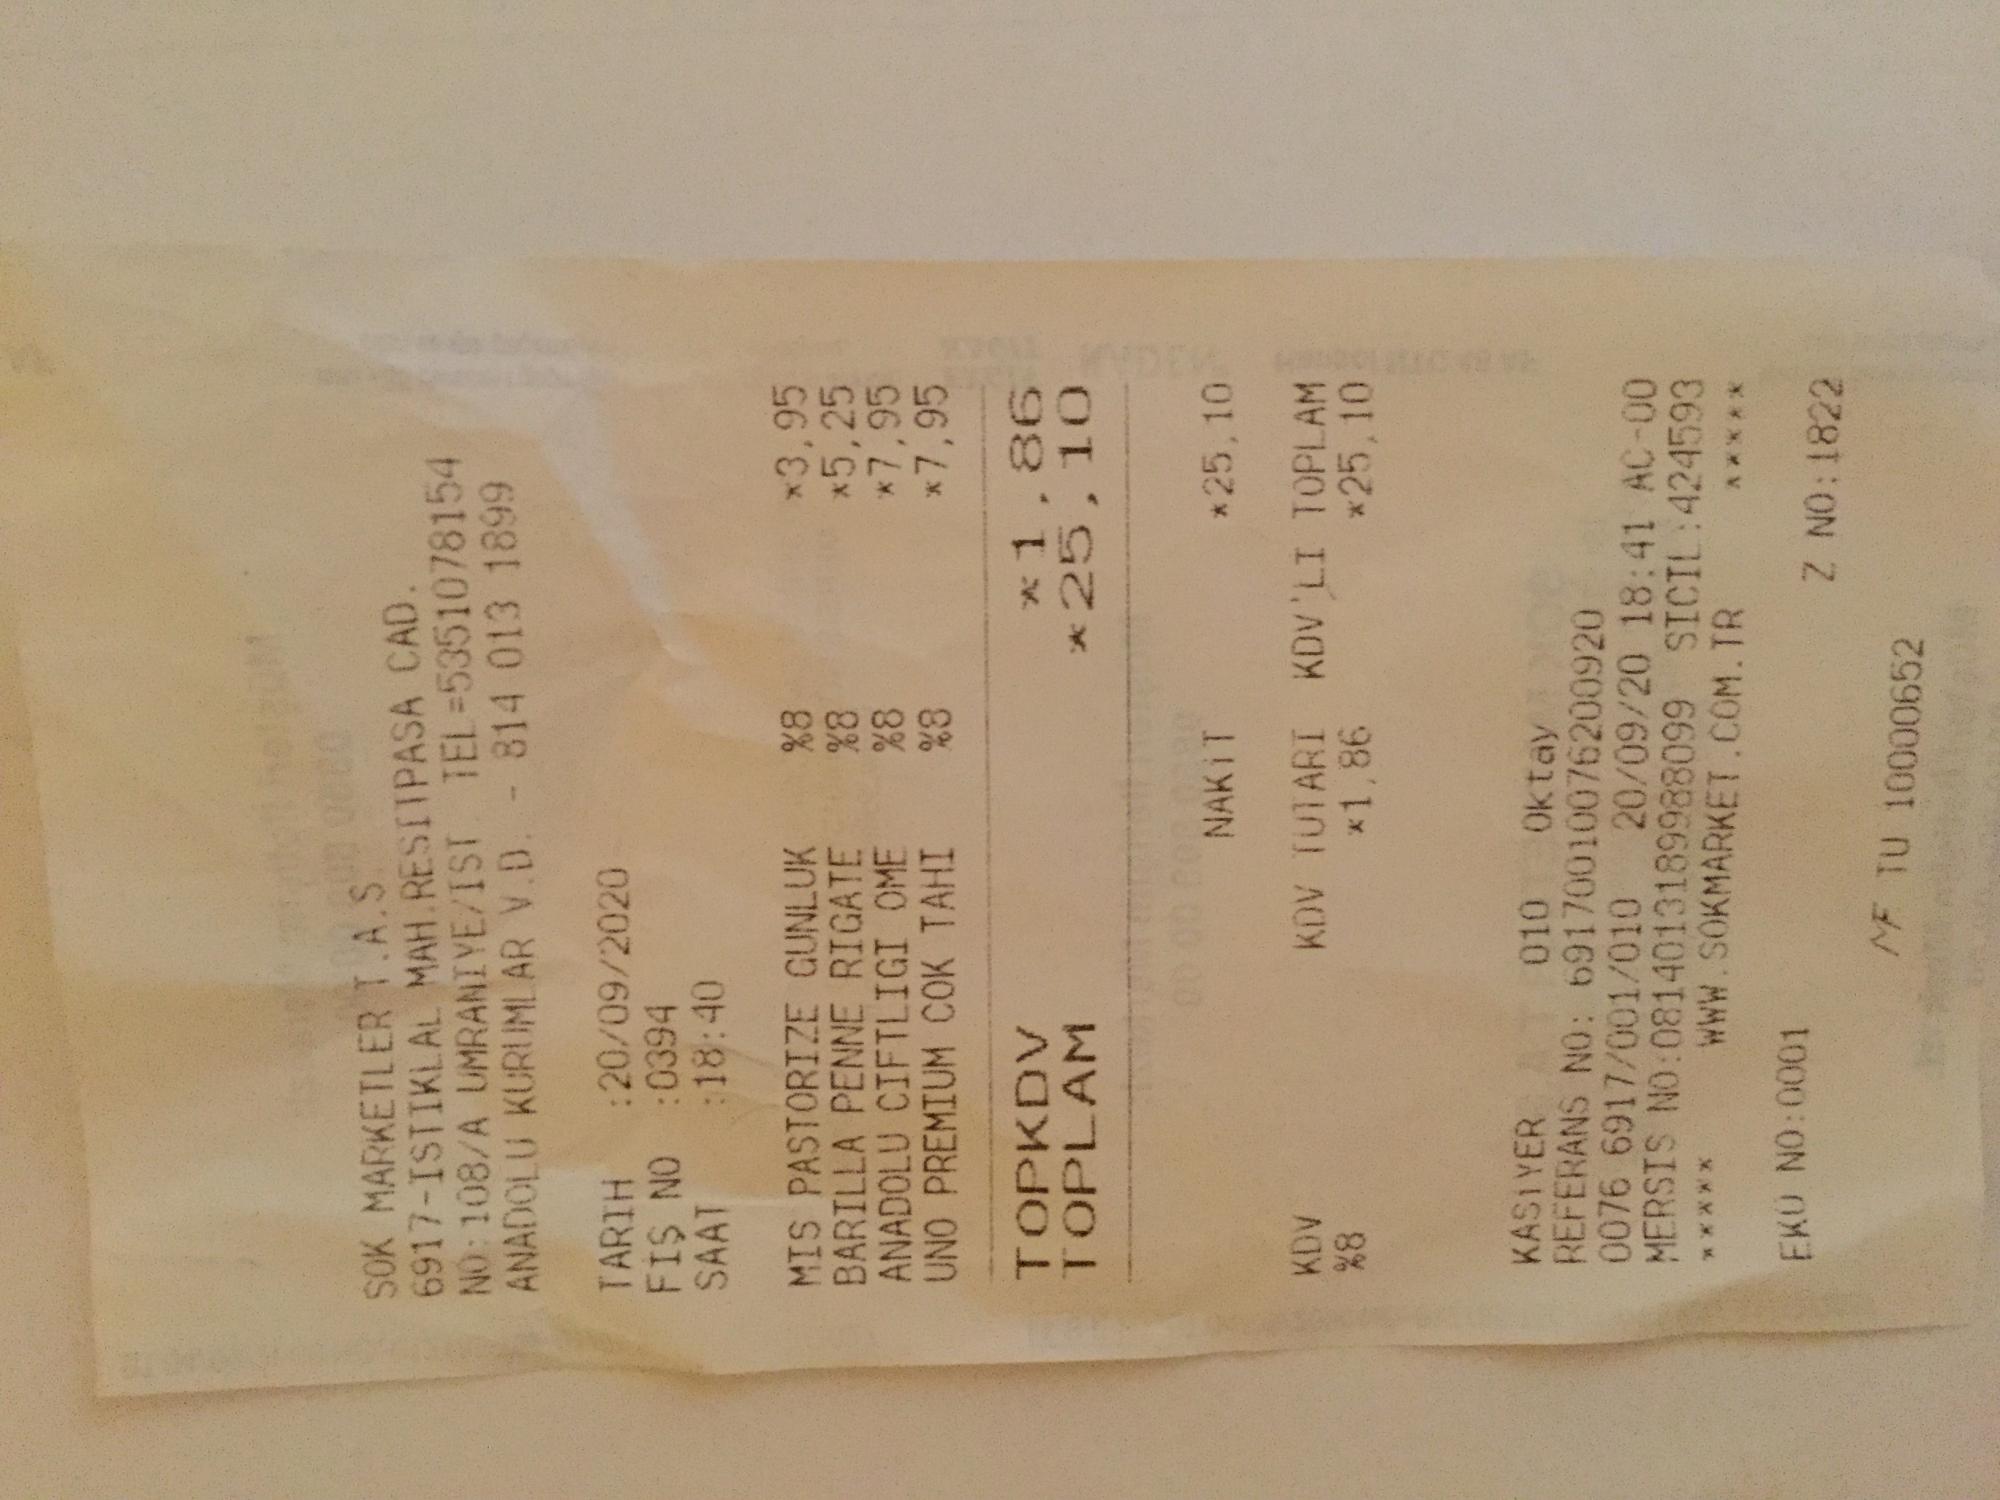 SOK MARKETLER T.A.S
6917-ISTIKLAL MAH.RESITPASA CAD.
NO:108/A UMRANIYE/IST TEL=5351078154
ANADOLU KURUMLAR V.D. - 814 013 1899
TARIH :20/09/2020
FIŞ NO :0394
SAAT :18:40
MIS PASTORIZE GUNLUK %8 *3,95
BARILLA PENNE RIGATE %8 *5,25
ANADOLU CIFTLIGI OME %8 *7,95
UNO PREMIUM COK TAHI %8 *7,95
TOPKDV *1,86
TOPLAM *25,10
NAKiT *25,10
KDV KDV TUTARI KDV'LI TOPLAM
%8 *1,86 *25,10
KASiYER 010 Oktay
REFERANS NO: 691700100762009​20
0076 6917/001/010 20/09/20 18:41 AC-00
MERSIS NO:0814013189988099 SICIL:424593
***** WWW.SOKMARKET.COM.TR *****
EKÜ NO:0001 Z NO:1822
MF TU 10000652